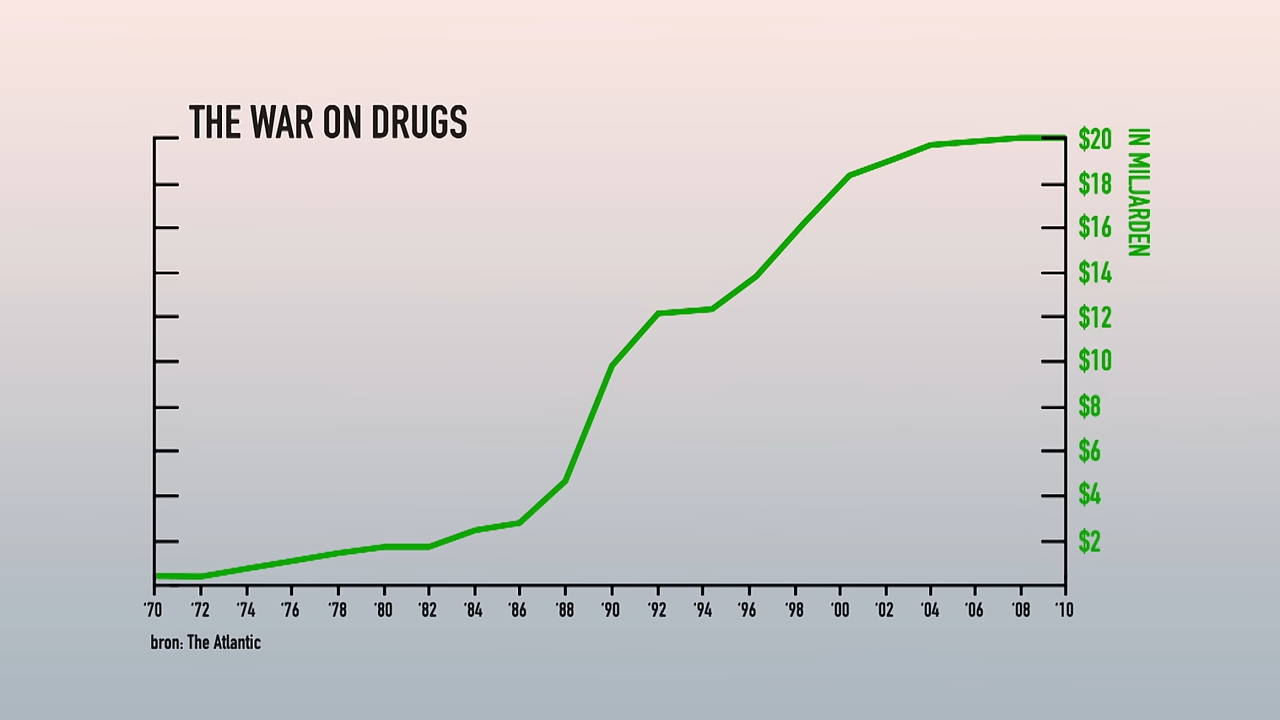 THE WAR ON DRUGS
$20
$18
$16
$14
$12
$10
$8
$6
$4
$2
IN MILJARDEN
'70 '72 '74 '76 '78 '80 '82 '84 '86 '88 '90 '92 '94 '96 '98 '00 '02 '04 '06 '08 '10
bron: The Atlantic